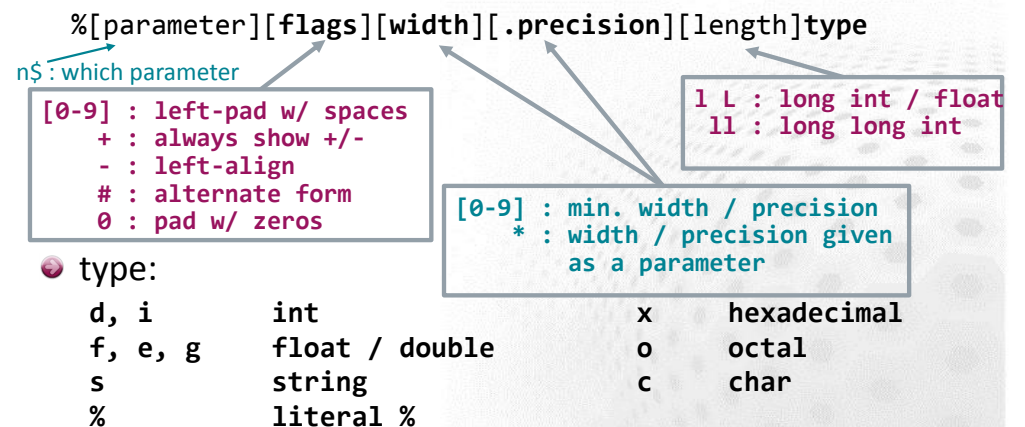 %[parameter][flags][width][.precision][length]type
n$ : which parameter
[0-9] : left-pad w/ spaces
+ : always show +/-
- : left-align
# : alternate form
0 : pad w/ zeros
l L : long int / float
ll : long long int
[0-9] : min. width / precision
* : width / precision given
as a parameter
type:
d, i int x hexadecimal
f, e, g float / double o octal
s string c char
% literal %